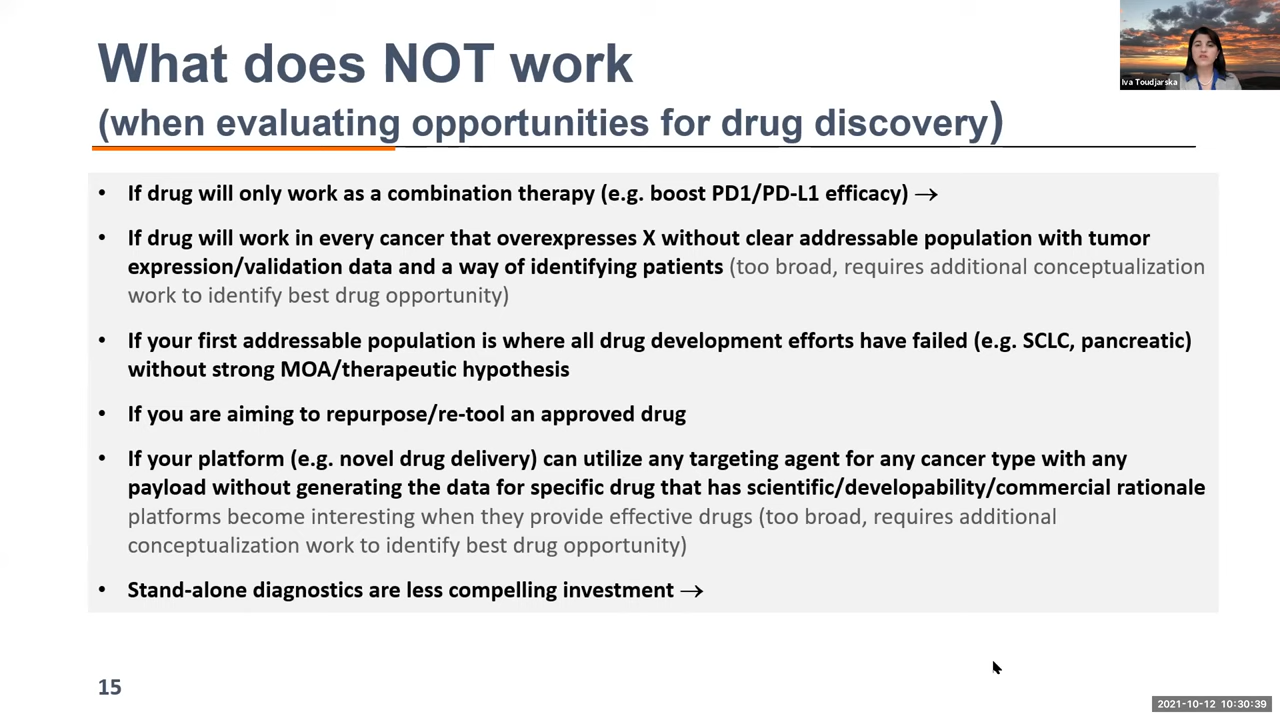 What does NOT work
(when evaluating opportunities for drug discovery)
Iva Toudjarska
• If drug will only work as a combination therapy (e.g. boost PD1/PD-L1 efficacy) →
• If drug will work in every cancer that overexpresses X without clear addressable population with tumor
expression/validation data and a way of identifying patients (too broad, requires additional conceptualization
work to identify best drug opportunity)
• If your first addressable population is where all drug development efforts have failed (e.g. SCLC, pancreatic)
without strong MOA/therapeutic hypothesis
• If you are aiming to repurpose/re-tool an approved drug
• If your platform (e.g. novel drug delivery) can utilize any targeting agent for any cancer type with any
payload without generating the data for specific drug that has scientific/developability/commercial rationale
platforms become interesting when they provide effective drugs (too broad, requires additional
conceptualization work to identify best drug opportunity)
• Stand-alone diagnostics are less compelling investment →
15
2021-10-12 10:30:39